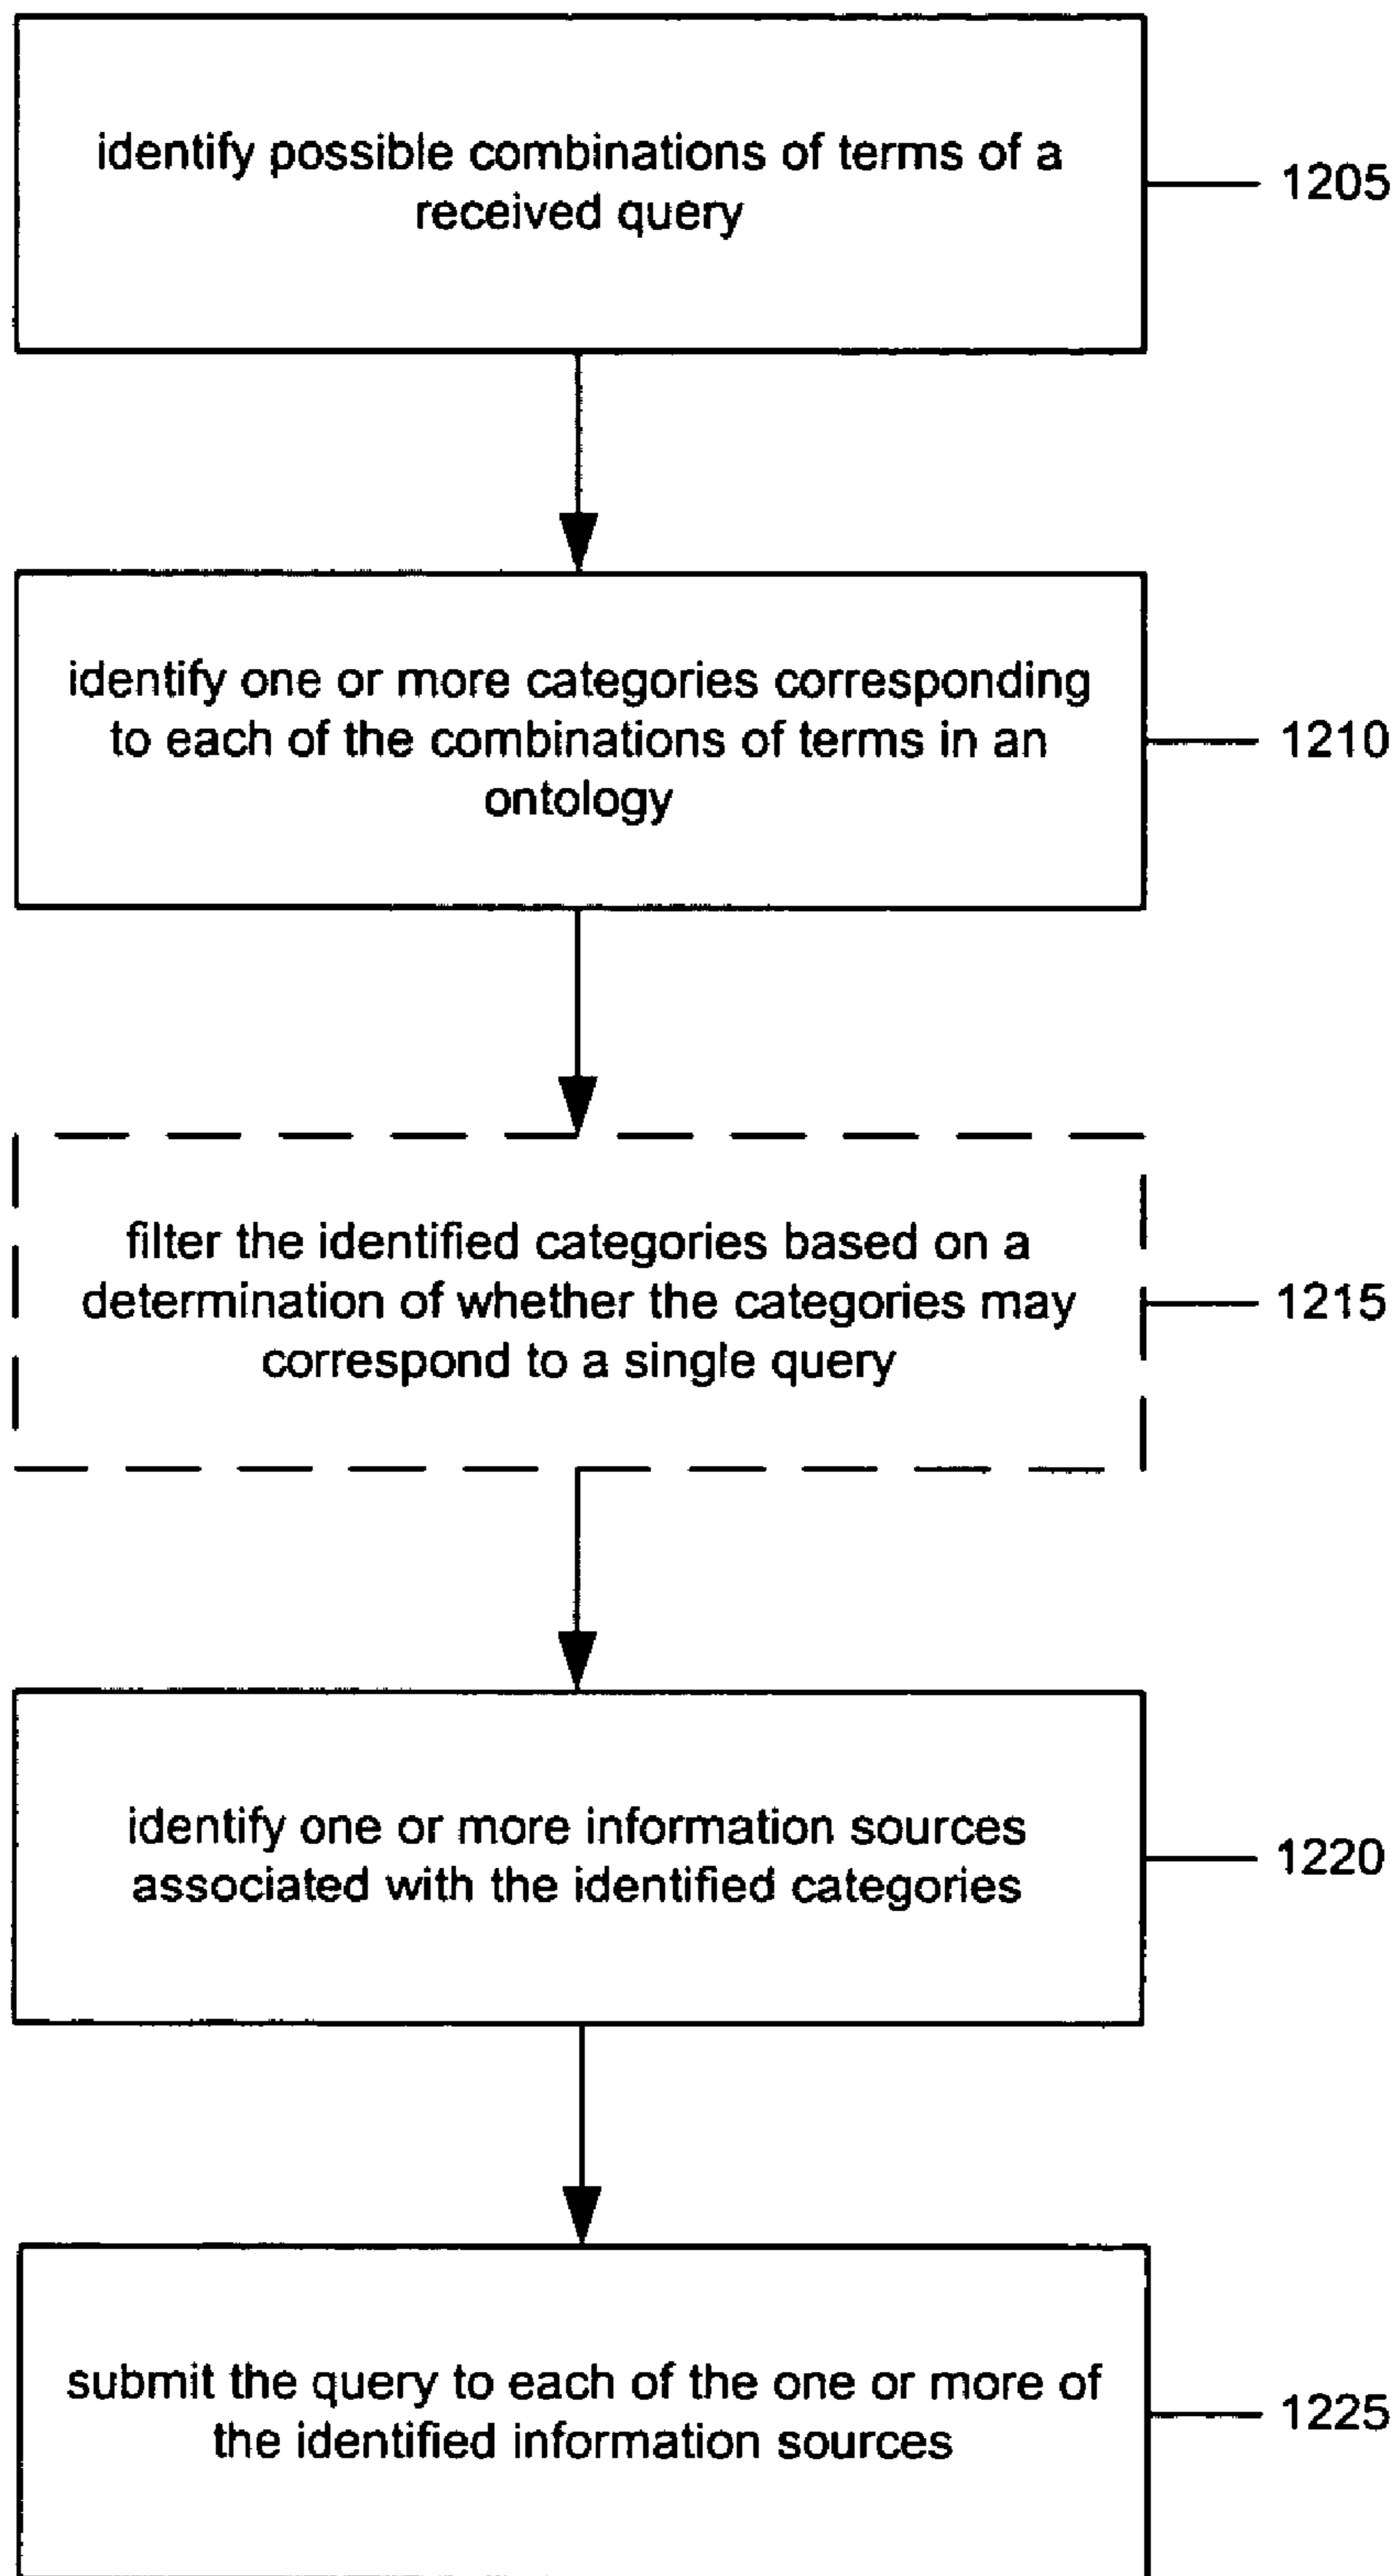 identify possible combinations of terms of a
received query
1205
identify one or more categories corresponding
to each of the combinations of terms in an
ontology
1210
filter the identified categories based on a
determination of whether the categories may
correspond to a single query
1215
identify one or more information sources
associated with the identified categories
1220
submit the query to each of the one or more of
the identified information sources
1225